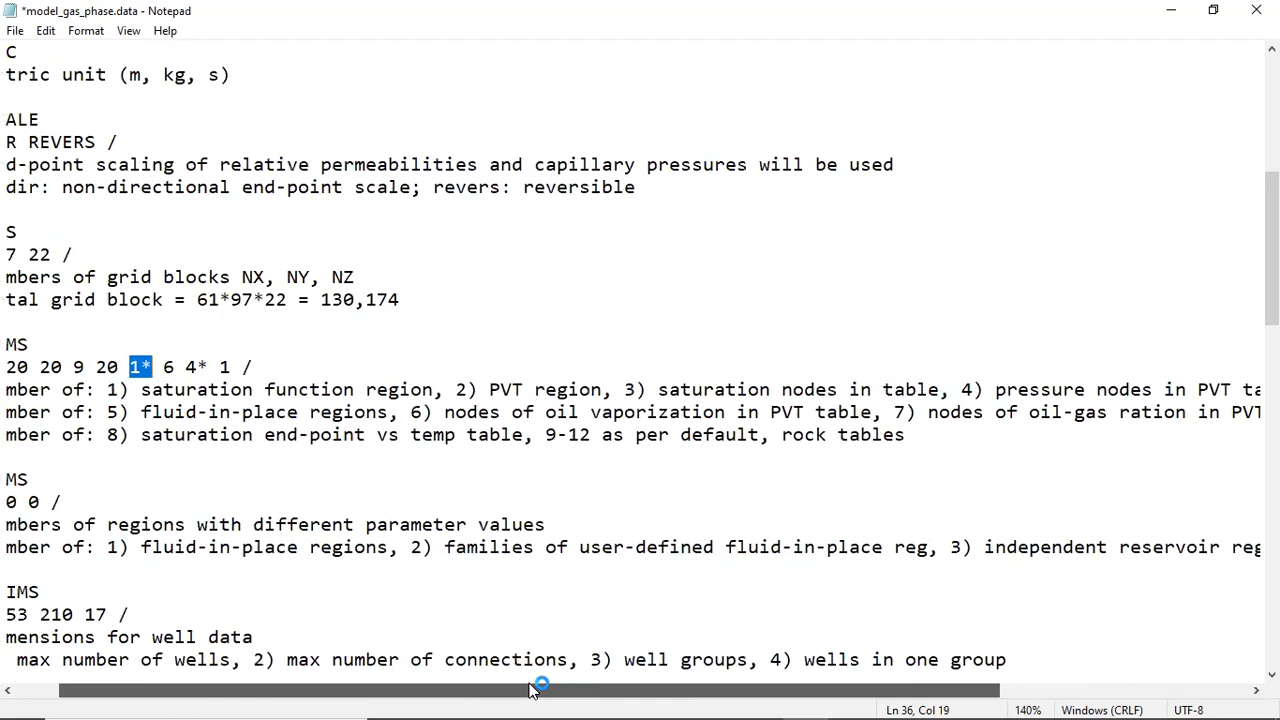 *model_gas_phase.data - Notepad
File Edit Format View Help
C
tric unit (m, kg, s)
ALE
R REVERS /
d-point scaling of relative permeabilities and capillary pressures will be used
dir: non-directional end-point scale; revers: reversible
S
7 22 /
mbers of grid blocks NX, NY, NZ
tal grid block = 61*97*22 = 130,174
MS
20 20 9 20 1* 6 4* 1 /
mber of: 1) saturation function region, 2) PVT region, 3) saturation nodes in table, 4) pressure nodes in PVT ta
mber of: 5) fluid-in-place regions, 6) nodes of oil vaporization in PVT table, 7) nodes of oil-gas ration in PVT
mber of: 8) saturation end-point vs temp table, 9-12 as per default, rock tables
MS
0 0 /
mbers of regions with different parameter values
mber of: 1) fluid-in-place regions, 2) families of user-defined fluid-in-place reg, 3) independent reservoir reg
IMS
53 210 17 /
mensions for well data
max number of wells, 2) max number of connections, 3) well groups, 4) wells in one group
Ln 36, Col 19 140% Windows (CRLF) UTF-8